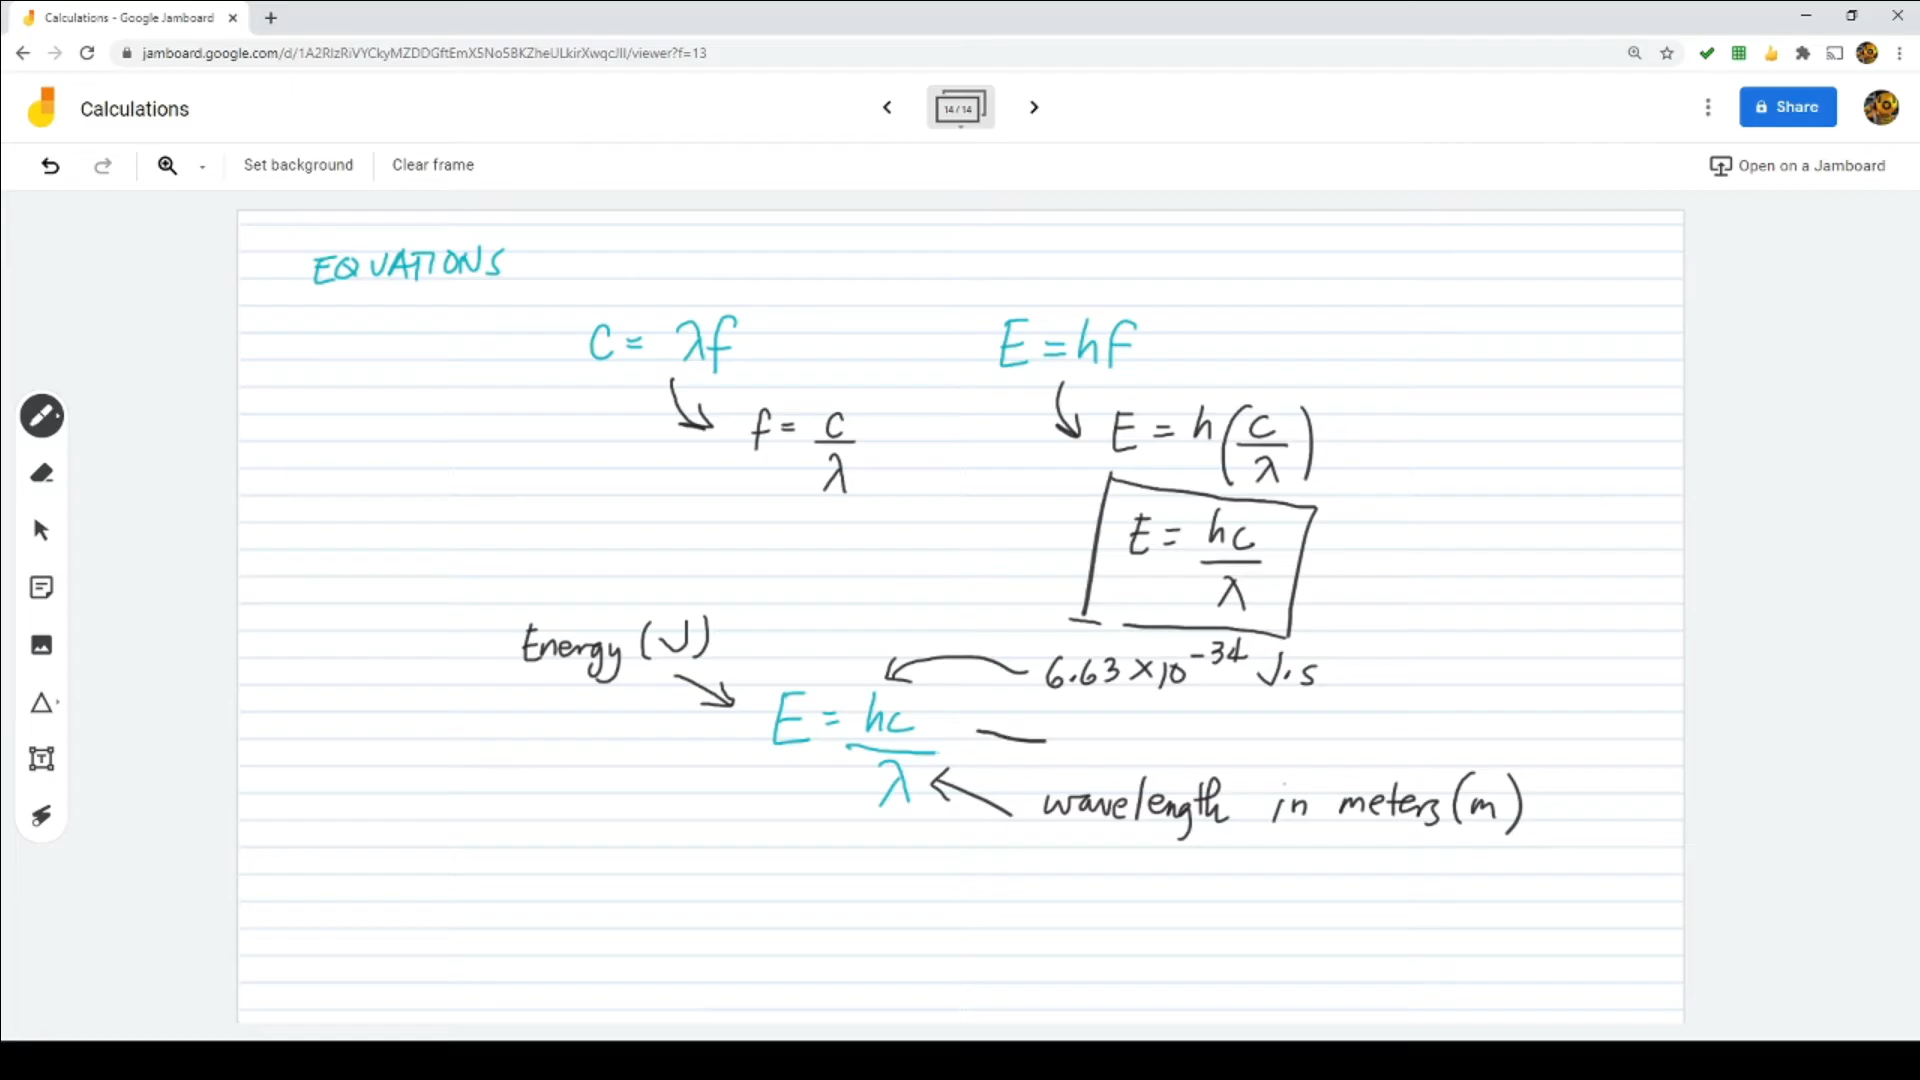 Calculations - Google Jamboard
jamboard.google.com/d/1A2RIzRiVYCkyMZDDGftEmX5No5BKZheULkirXwqcJII/viewer?f=13
Calculations
14 / 14
Share
Set background
Clear frame
Open on a Jamboard
EQUATIONS
C = λf
E = hf
f = C/λ
E = h(C/λ)
E = hc/λ
Energy (J)
6.63 × 10⁻³⁴ J.s
E = hc/λ
wavelength in meters (m)